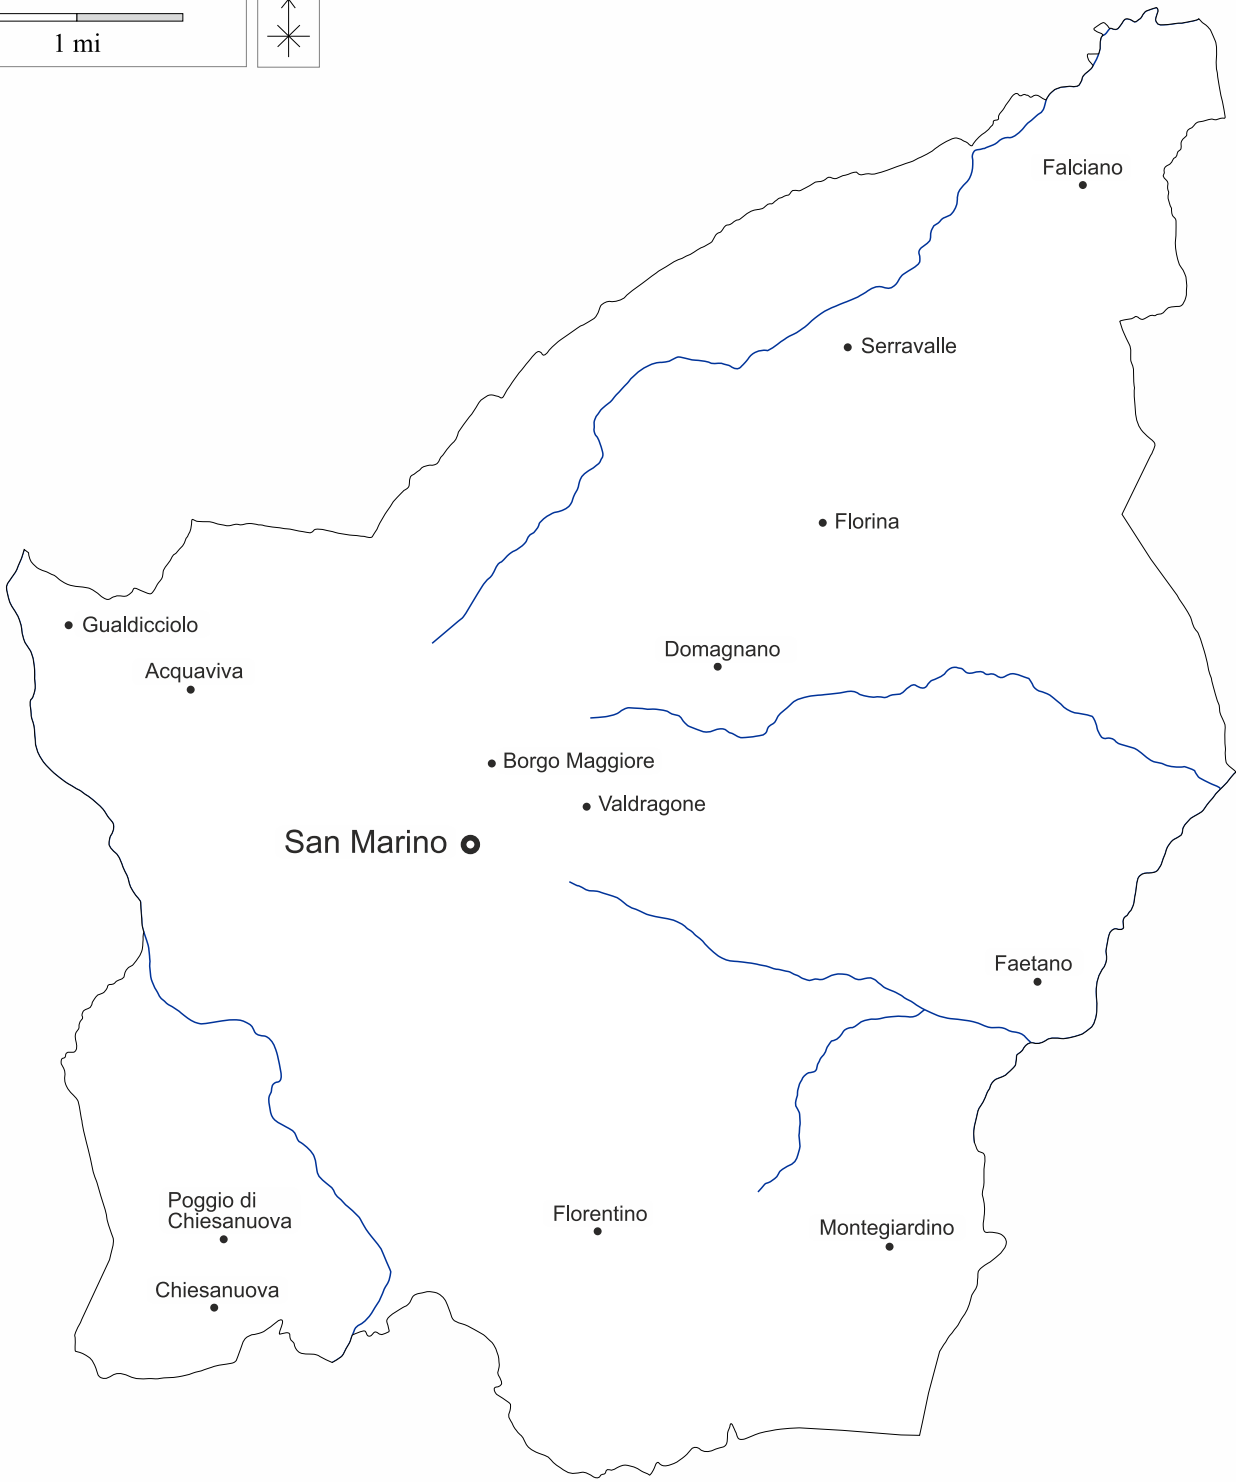 1 mi
Falciano
Serravalle
Florina
Gualdicciolo
Domagnano
Acquaviva
Borgo Maggiore
Valdragone
San Marino
Faetano
Poggio di
Chiesanuova
Florentino
Montegiardino
Chiesanuova